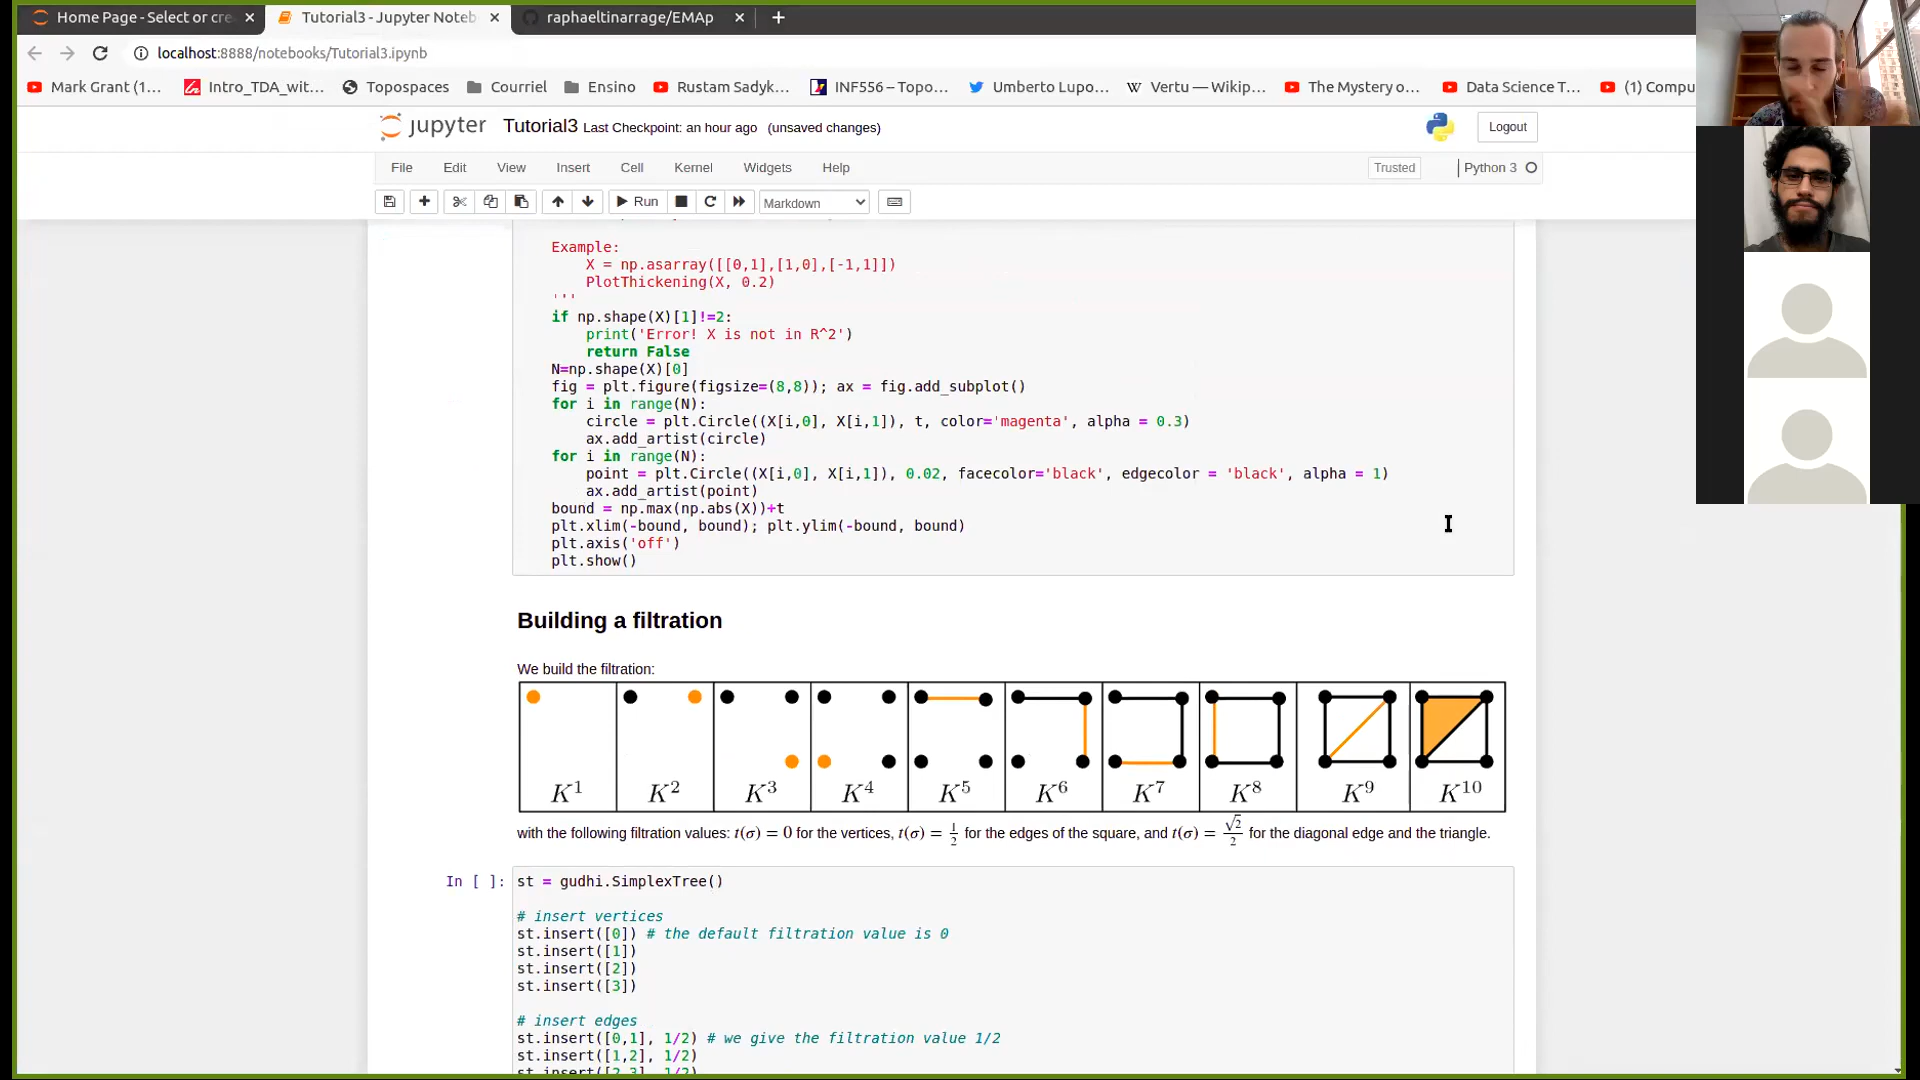 Home Page - Select or cre
Tutorial3 - Jupyter Noteb
raphaeltinarrage/EMAp
localhost:8888/notebooks/Tutorial3.ipynb
Mark Grant (1… Intro_TDA_wit… Topospaces Courriel Ensino Rustam Sadyk… INF556 – Topo… Umberto Lupo… Vertu — Wikip… The Mystery o… Data Science T… (1) Compu
jupyter Tutorial3 Last Checkpoint: an hour ago (unsaved changes)
Logout
File Edit View Insert Cell Kernel Widgets Help
Trusted Python 3
Run Markdown
Example:
X = np.asarray([[0,1],[1,0],[-1,1]])
PlotThickening(X, 0.2)
'''
if np.shape(X)[1]!=2:
print('Error! X is not in R^2')
return False
N=np.shape(X)[0]
fig = plt.figure(figsize=(8,8)); ax = fig.add_subplot()
for i in range(N):
circle = plt.Circle((X[i,0], X[i,1]), t, color='magenta', alpha = 0.3)
ax.add_artist(circle)
for i in range(N):
point = plt.Circle((X[i,0], X[i,1]), 0.02, facecolor='black', edgecolor = 'black', alpha = 1)
ax.add_artist(point)
bound = np.max(np.abs(X))+t
plt.xlim(-bound, bound); plt.ylim(-bound, bound)
plt.axis('off')
plt.show()
Building a filtration
We build the filtration:
K¹ K² K³ K⁴ K⁵ K⁶ K⁷ K⁸ K⁹ K¹⁰
with the following filtration values: t(σ) = 0 for the vertices, t(σ) = 1/2 for the edges of the square, and t(σ) = √2/2 for the diagonal edge and the triangle.
In [ ]: st = gudhi.SimplexTree()
# insert vertices
st.insert([0]) # the default filtration value is 0
st.insert([1])
st.insert([2])
st.insert([3])
# insert edges
st.insert([0,1], 1/2) # we give the filtration value 1/2
st.insert([1,2], 1/2)
st.insert([2,3], 1/2)